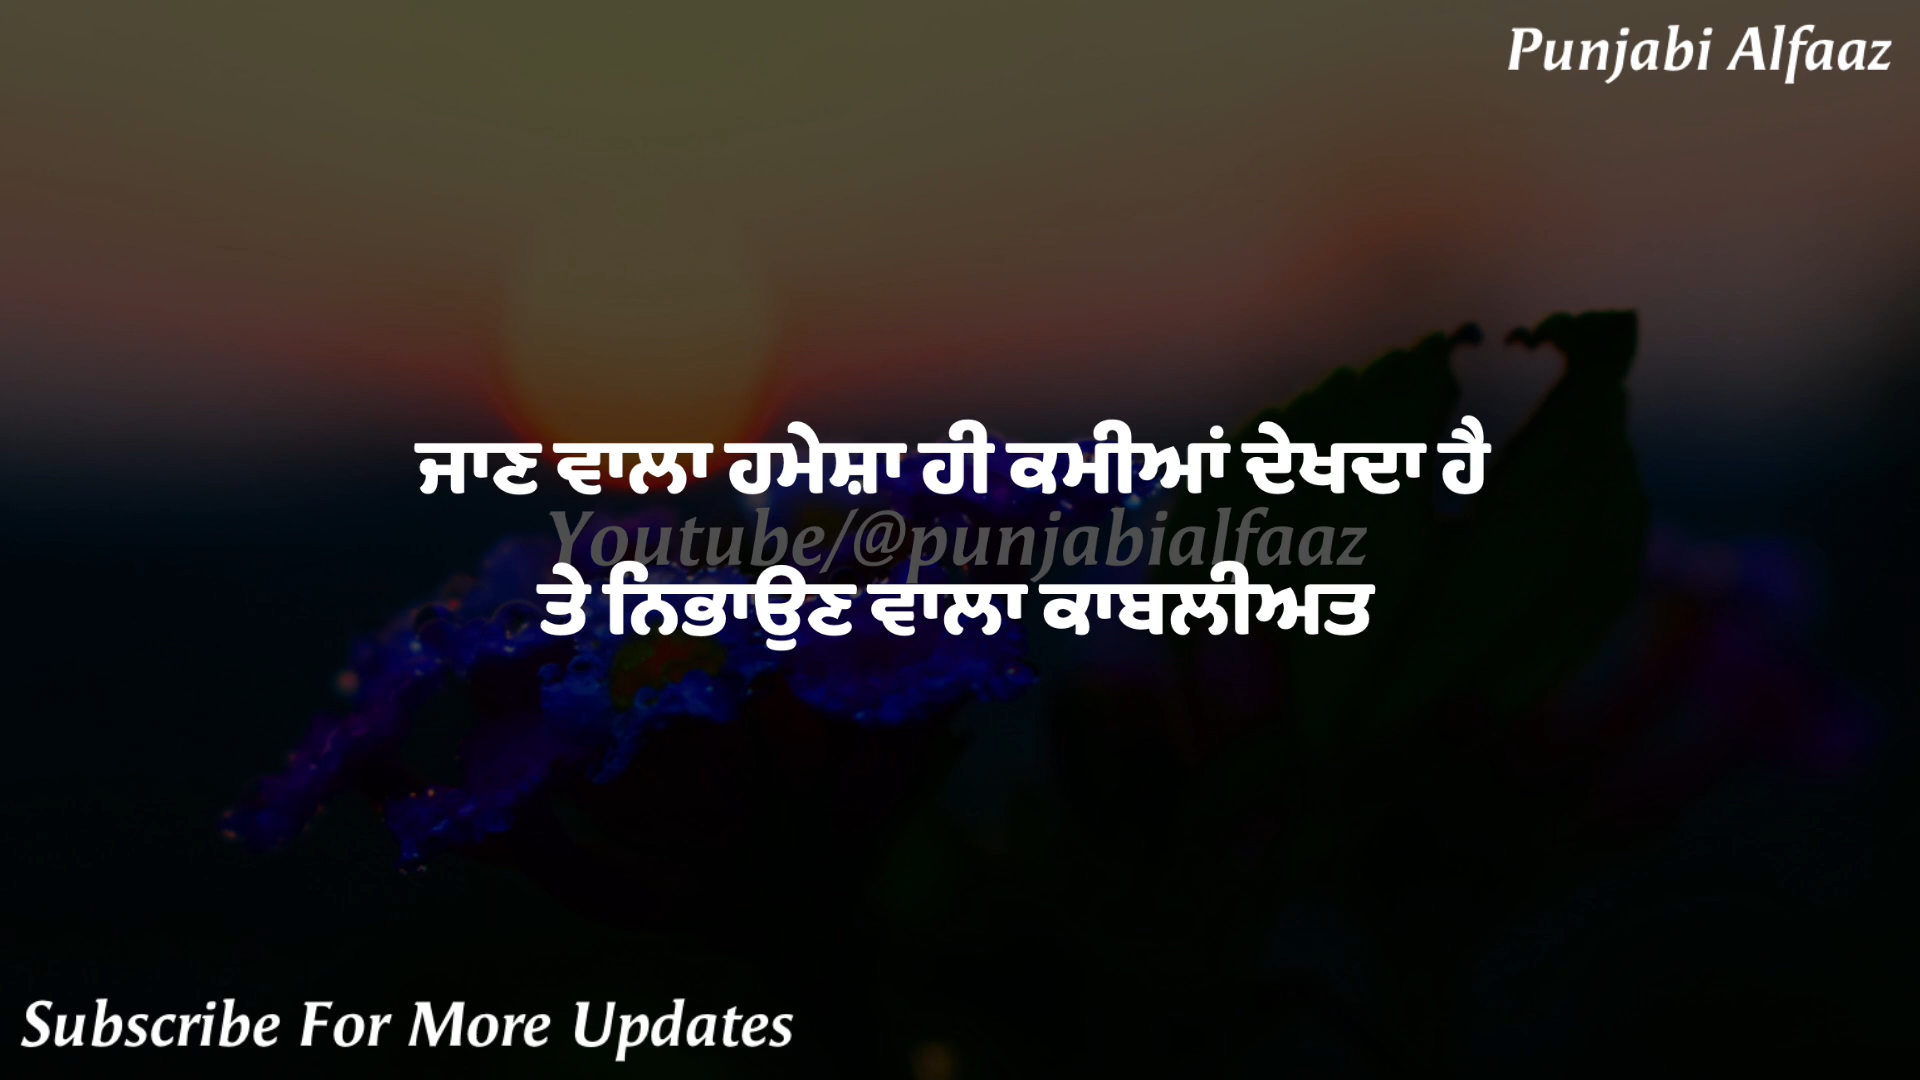 Punjabi Alfaaz
ਜਾਣ ਵਾਲਾ ਹਮੇਸ਼ਾ ਹੀ ਕਮੀਆਂ ਦੇਖਦਾ ਹੈ
Youtube/@punjabialfaaz
ਤੇ ਨਿਭਾਉਣ ਵਾਲਾ ਕਾਬਲੀਅਤ
Subscribe For More Updates